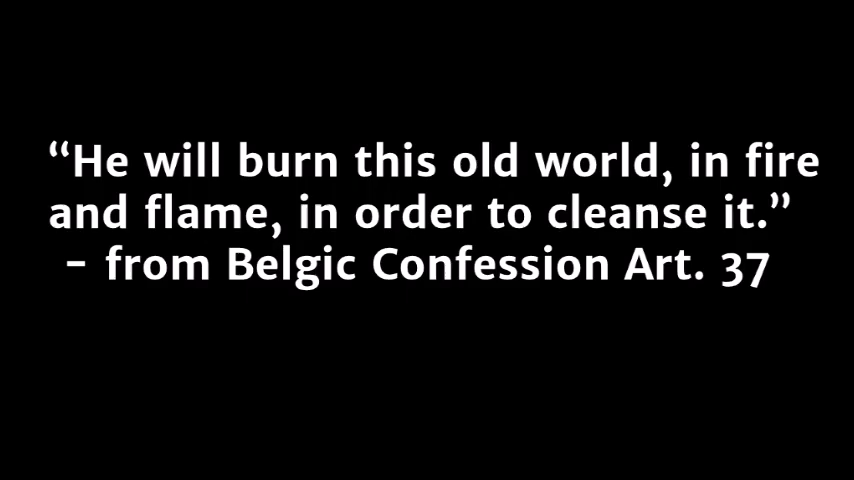 “He will burn this old world, in fire
and flame, in order to cleanse it.”
- from Belgic Confession Art. 37